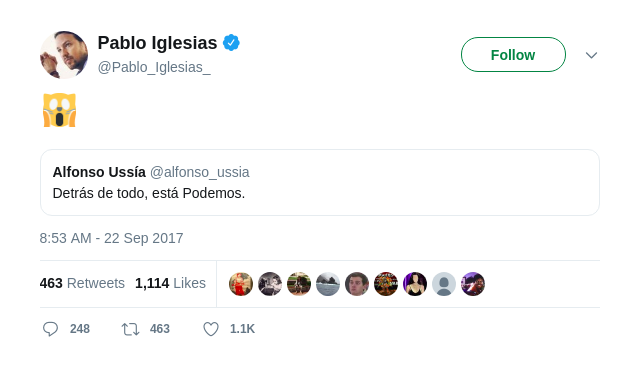 Pablo Iglesias
@Pablo_Iglesias_
Follow
Alfonso Ussía @alfonso_ussia
Detrás de todo, está Podemos.
8:53 AM - 22 Sep 2017
463 Retweets 1,114 Likes
248 463 1.1K